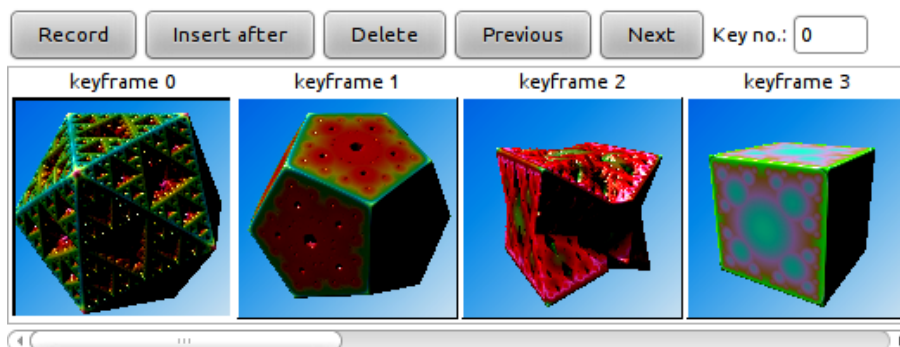 Record Insert after Delete Previous Next Key no.: 0
keyframe 0 keyframe 1 keyframe 2 keyframe 3